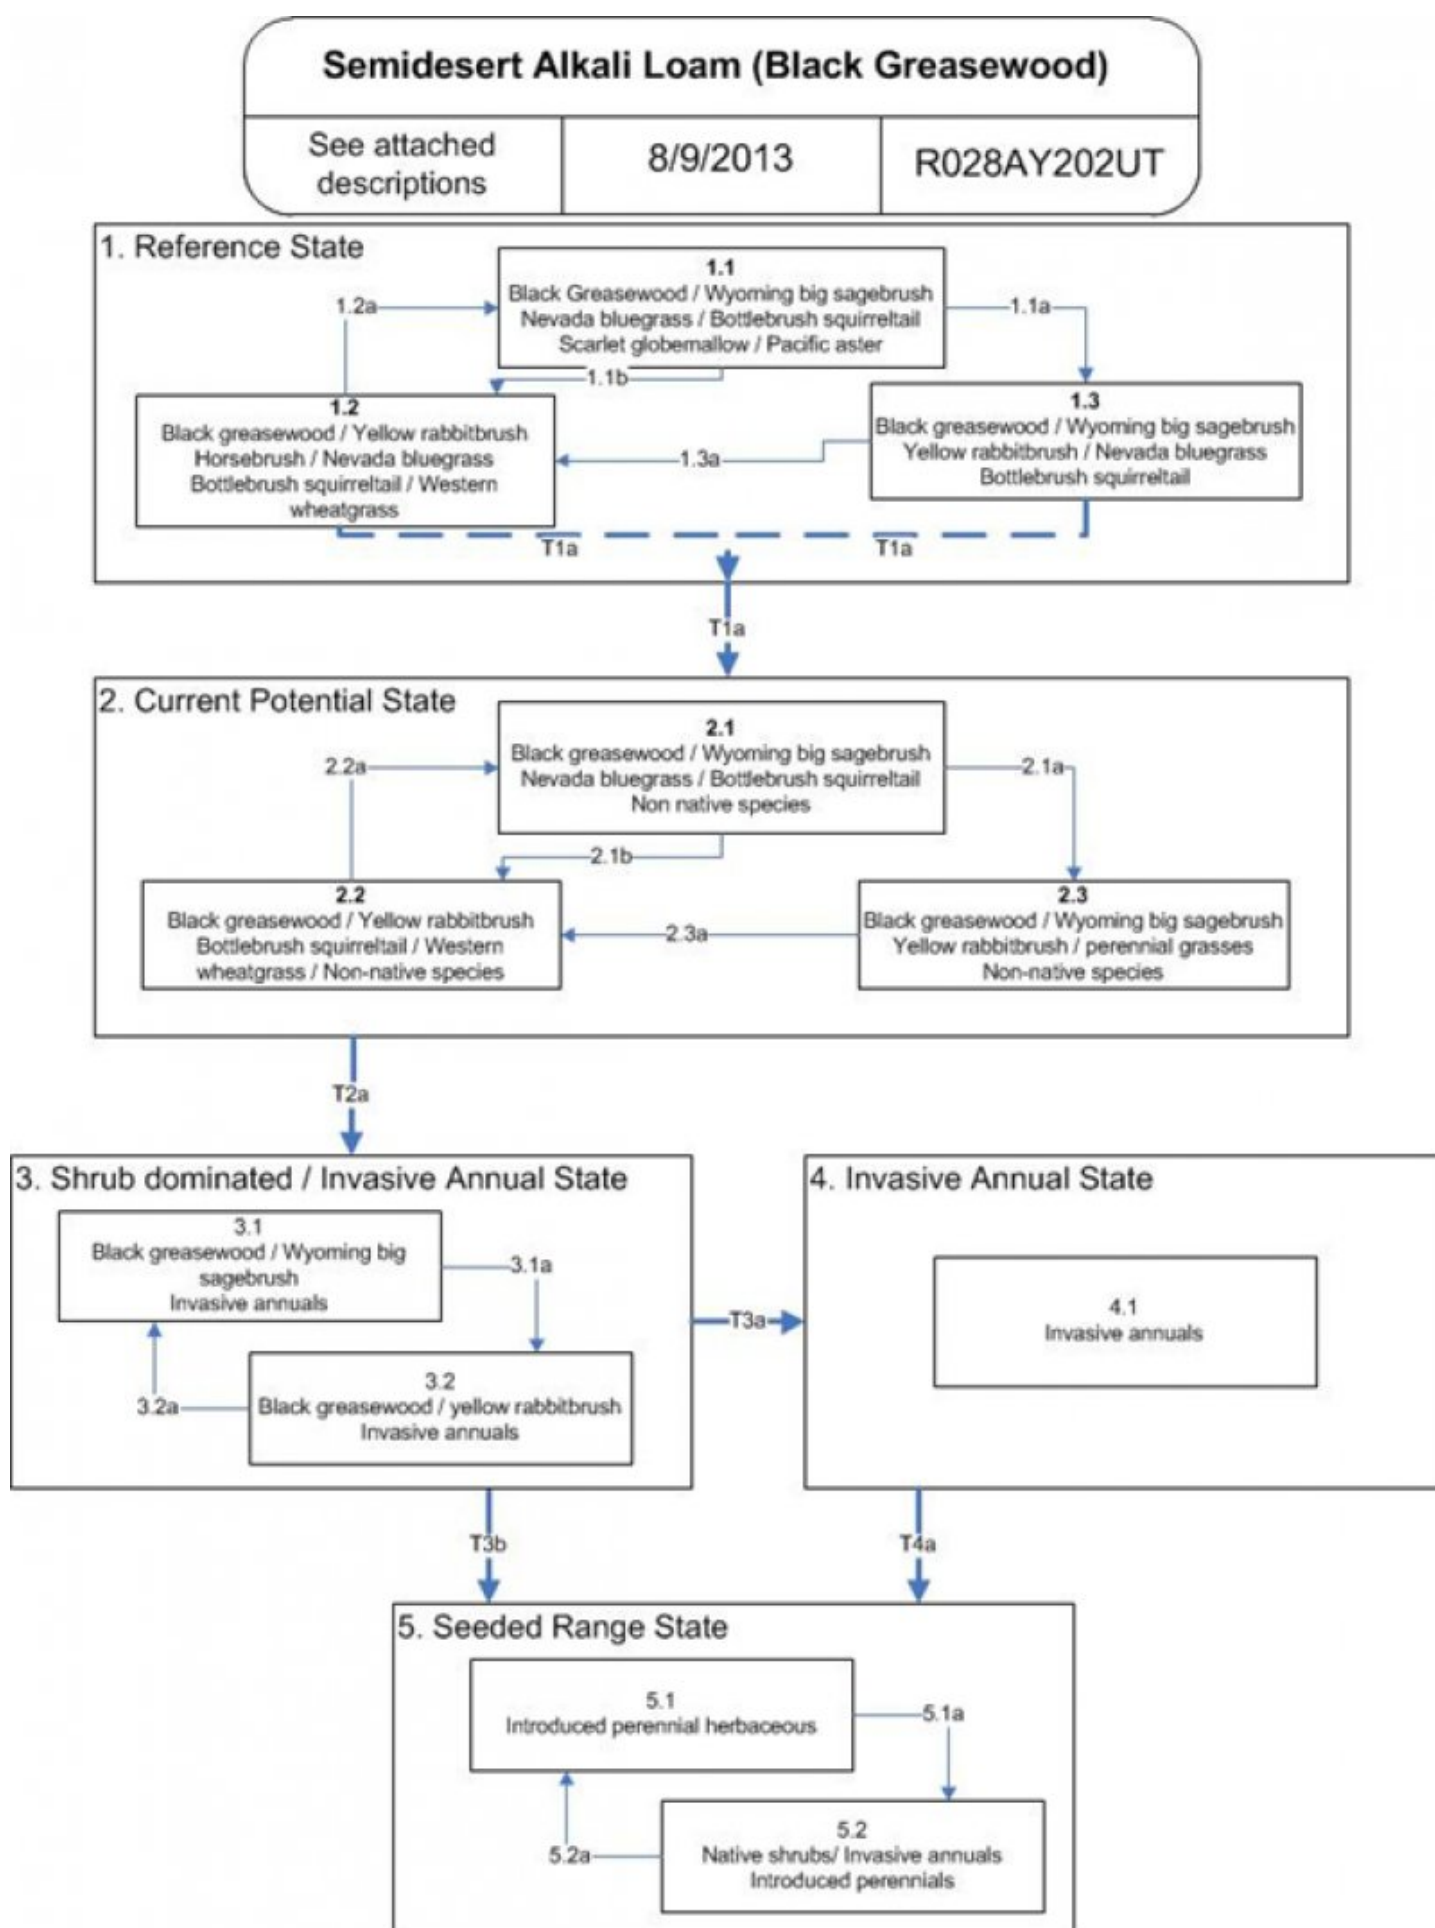 Semidesert Alkali Loam (Black Greasewood)
See attached
descriptions
8/9/2013
R028AY202UT
1. Reference State
1.1
Black Greasewood / Wyoming big sagebrush
Nevada bluegrass / Bottlebrush squirreltail
Scarlet globemallow / Pacific aster
1.2a
1.1a
1.1b
1.2
Black greasewood / Yellow rabbitbrush
Horsebrush / Nevada bluegrass
Bottlebrush squirreltail / Western
wheatgrass
1.3a
1.3
Black greasewood / Wyoming big sagebrush
Yellow rabbitbrush / Nevada bluegrass
Bottlebrush squirreltail
T1a
T1a
T1a
2. Current Potential State
2.1
Black greasewood / Wyoming big sagebrush
Nevada bluegrass / Bottlebrush squirreltail
Non native species
2.2a
2.1a
2.1b
2.2
Black greasewood / Yellow rabbitbrush
Bottlebrush squirreltail / Western
wheatgrass / Non-native species
2.3a
2.3
Black greasewood / Wyoming big sagebrush
Yellow rabbitbrush / perennial grasses
Non-native species
T2a
3. Shrub dominated / Invasive Annual State
3.1
Black greasewood / Wyoming big
sagebrush
Invasive annuals
3.1a
3.2
Black greasewood / yellow rabbitbrush
Invasive annuals
3.2a
T3a
4. Invasive Annual State
4.1
Invasive annuals
T3b
T4a
5. Seeded Range State
5.1
Introduced perennial herbaceous
5.1a
5.2
Native shrubs/ Invasive annuals
Introduced perennials
5.2a